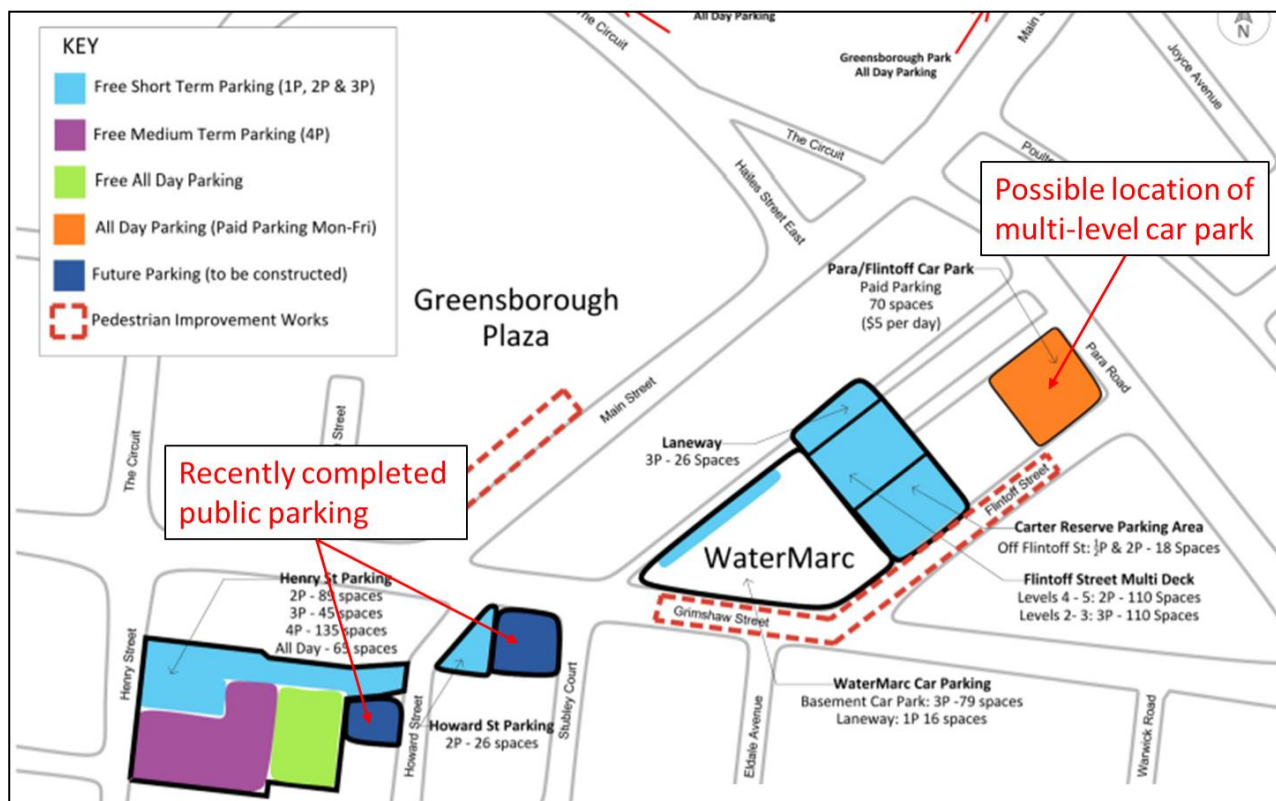 The Circuit
All Day Parking
Greensborough Park
All Day Parking
Main
N
Joyce Avenue
KEY
Free Short Term Parking (1P, 2P & 3P)
Free Medium Term Parking (4P)
Free All Day Parking
All Day Parking (Paid Parking Mon-Fri)
Future Parking (to be constructed)
Pedestrian Improvement Works
The Circuit
Hailes Street East
Possible location of
multi-level car park
Para/Flintoff Car Park
Paid Parking
70 spaces
($5 per day)
Greensborough
Plaza
Para Road
Main Street
The Circuit
Street
Laneway
3P - 26 Spaces
Recently completed
public parking
Flintoff Street
WaterMarc
Carter Reserve Parking Area
Off Flintoff St: ½P & 2P - 18 Spaces
Flintoff Street Multi Deck
Levels 4 - 5: 2P - 110 Spaces
Levels 2- 3: 3P - 110 Spaces
Grimshaw Street
Henry St Parking
2P - 89 spaces
3P - 45 spaces
4P - 135 spaces
All Day - 65 spaces
Henry Street
Howard Street
Howard St Parking
2P - 26 spaces
Stubley Court
WaterMarc Car Parking
Basement Car Park: 3P -79 spaces
Laneway: 1P 16 spaces
Eldale Avenue
Warwick Road